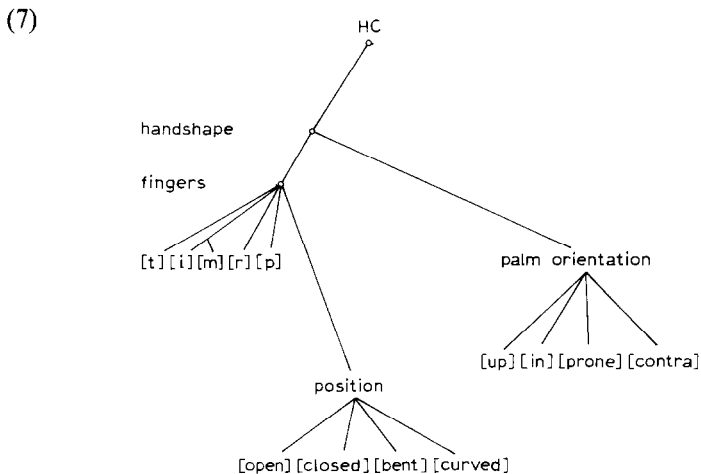 (7)
HC
handshape
fingers
[t] [i] [m] [r] [p]
palm orientation
[up] [in] [prone] [contra]
position
[open] [closed] [bent] [curved]